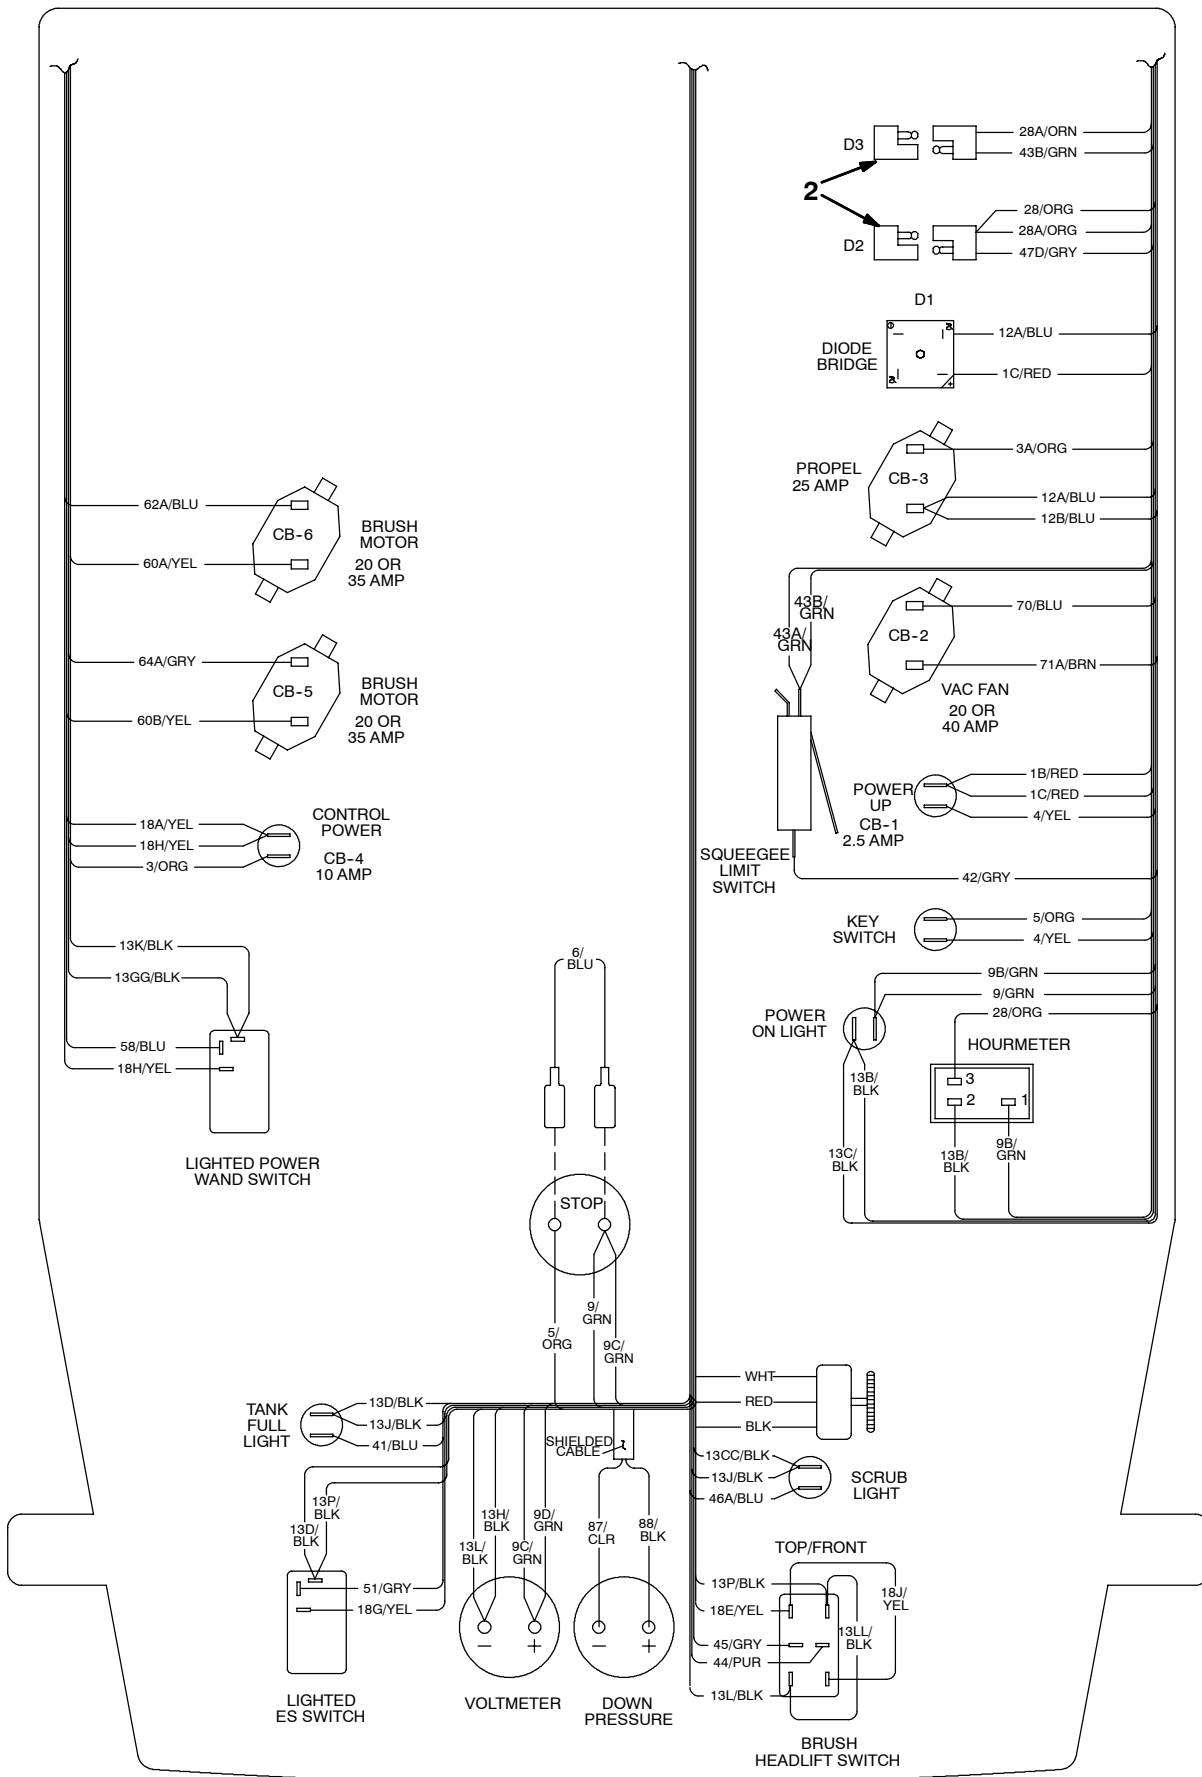 28A/ORN
D3
43B/GRN
2
28/ORG
28A/ORG
D2
47D/GRY
D1
12A/BLU
DIODE
BRIDGE
1C/RED
+
3A/ORG
PROPEL
25 AMP
CB-3
12A/BLU
12B/BLU
62A/BLU
CB-6
BRUSH
MOTOR
60A/YEL
20 OR
35 AMP
43B/
GRN
43A/
GRN
70/BLU
CB-2
71A/BRN
VAC FAN
20 OR
40 AMP
64A/GRY
CB-5
BRUSH
MOTOR
60B/YEL
20 OR
35 AMP
1B/RED
1C/RED
4/YEL
POWER
UP
CB-1
2.5 AMP
CONTROL
POWER
18A/YEL
18H/YEL
3/ORG
CB-4
10 AMP
SQUEEGEE
LIMIT
SWITCH
42/GRY
KEY
SWITCH
5/ORG
4/YEL
13K/BLK
13GG/BLK
6/
BLU
9B/GRN
9/GRN
28/ORG
POWER
ON LIGHT
HOURMETER
58/BLU
18H/YEL
13B/
BLK
3
2
1
13C/
BLK
13B/
BLK
9B/
GRN
LIGHTED POWER
WAND SWITCH
STOP
9/
GRN
5/
ORG
9C/
GRN
WHT
RED
BLK
TANK
FULL
LIGHT
13D/BLK
13J/BLK
41/BLU
SHIELDED
CABLE
13CC/BLK
13J/BLK
46A/BLU
SCRUB
LIGHT
13P/
BLK
13D/
BLK
13H/
BLK
9D/
GRN
13L/
BLK
9C/
GRN
87/
CLR
88/
BLK
TOP/FRONT
51/GRY
18G/YEL
13P/BLK
18E/YEL
18J/
YEL
13LL/
BLK
45/GRY
44/PUR
13L/BLK
−
+
−
+
LIGHTED
ES SWITCH
VOLTMETER
DOWN
PRESSURE
BRUSH
HEADLIFT SWITCH